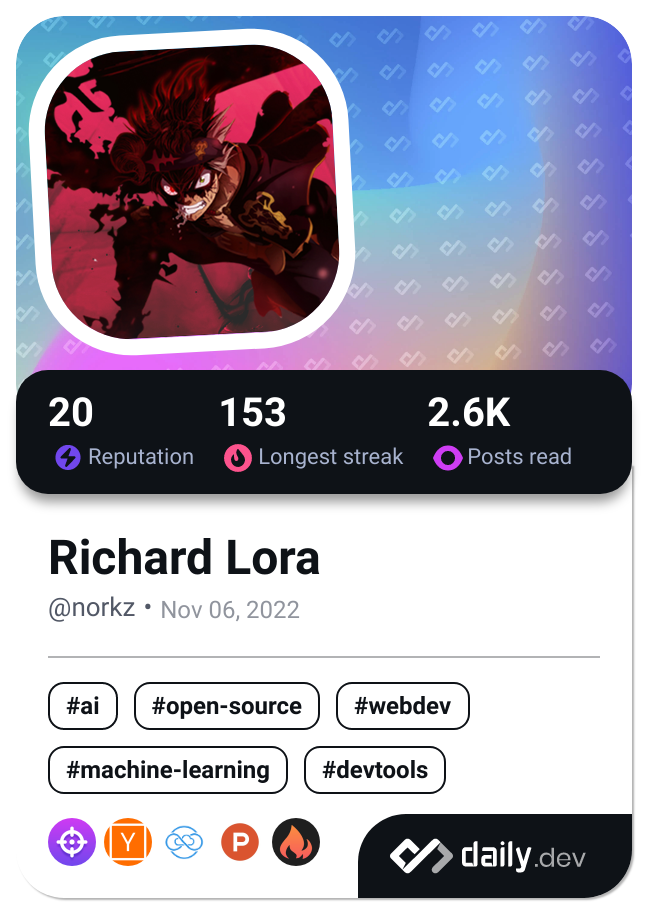 20 153 2.6K
Reputation Longest streak Posts read
Richard Lora
@norkz • Nov 06, 2022
#ai #open-source #webdev
#machine-learning #devtools
Y P daily.dev